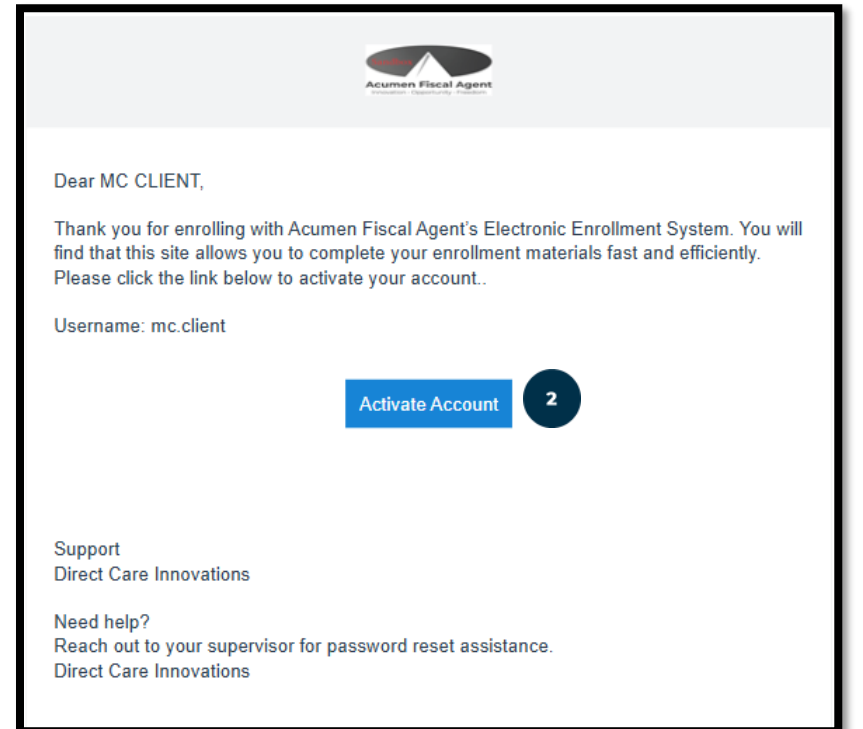 Acumen Fiscal Agent
Innovation - Opportunity - Freedom
Dear MC CLIENT,
Thank you for enrolling with Acumen Fiscal Agent’s Electronic Enrollment System. You will
find that this site allows you to complete your enrollment materials fast and efficiently.
Please click the link below to activate your account..
Username: mc.client
Activate Account
2
Support
Direct Care Innovations
Need help?
Reach out to your supervisor for password reset assistance.
Direct Care Innovations